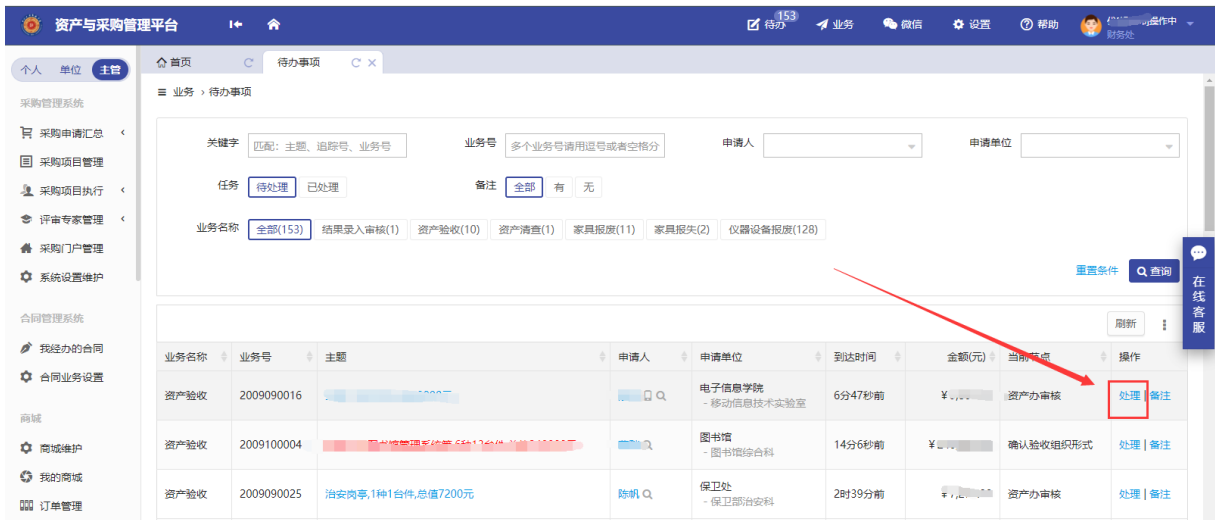 资产与采购管理平台
待办 153 业务 微信 设置 帮助 操作中
财务处
个人 单位 主管
首页 待办事项
业务 › 待办事项
采购管理系统
采购申请汇总
采购项目管理
采购项目执行
评审专家管理
采购门户管理
系统设置维护
合同管理系统
我经办的合同
合同业务设置
商城
商城维护
我的商城
订单管理
关键字 匹配：主题、追踪号、业务号 业务号 多个业务号请用逗号或者空格分 申请人 申请单位
任务 待处理 已处理 备注 全部 有 无
业务名称 全部(153) 结果录入审核(1) 资产验收(10) 资产清查(1) 家具报废(11) 家具报失(2) 仪器设备报废(128)
重置条件 查询
在线客服
刷新
业务名称 业务号 主题 申请人 申请单位 到达时间 金额(元) 当前节点 操作
资产验收 2009090016 电子信息学院 6分47秒前 ¥ 资产办审核 处理 | 备注
- 移动信息技术实验室
资产验收 2009100004 图书馆 14分6秒前 ¥ 确认验收组织形式 处理 | 备注
- 图书馆综合科
资产验收 2009090025 治安岗亭,1种1台件,总值7200元 陈帆 保卫处 2时39分前 资产办审核 处理 | 备注
- 保卫部治安科